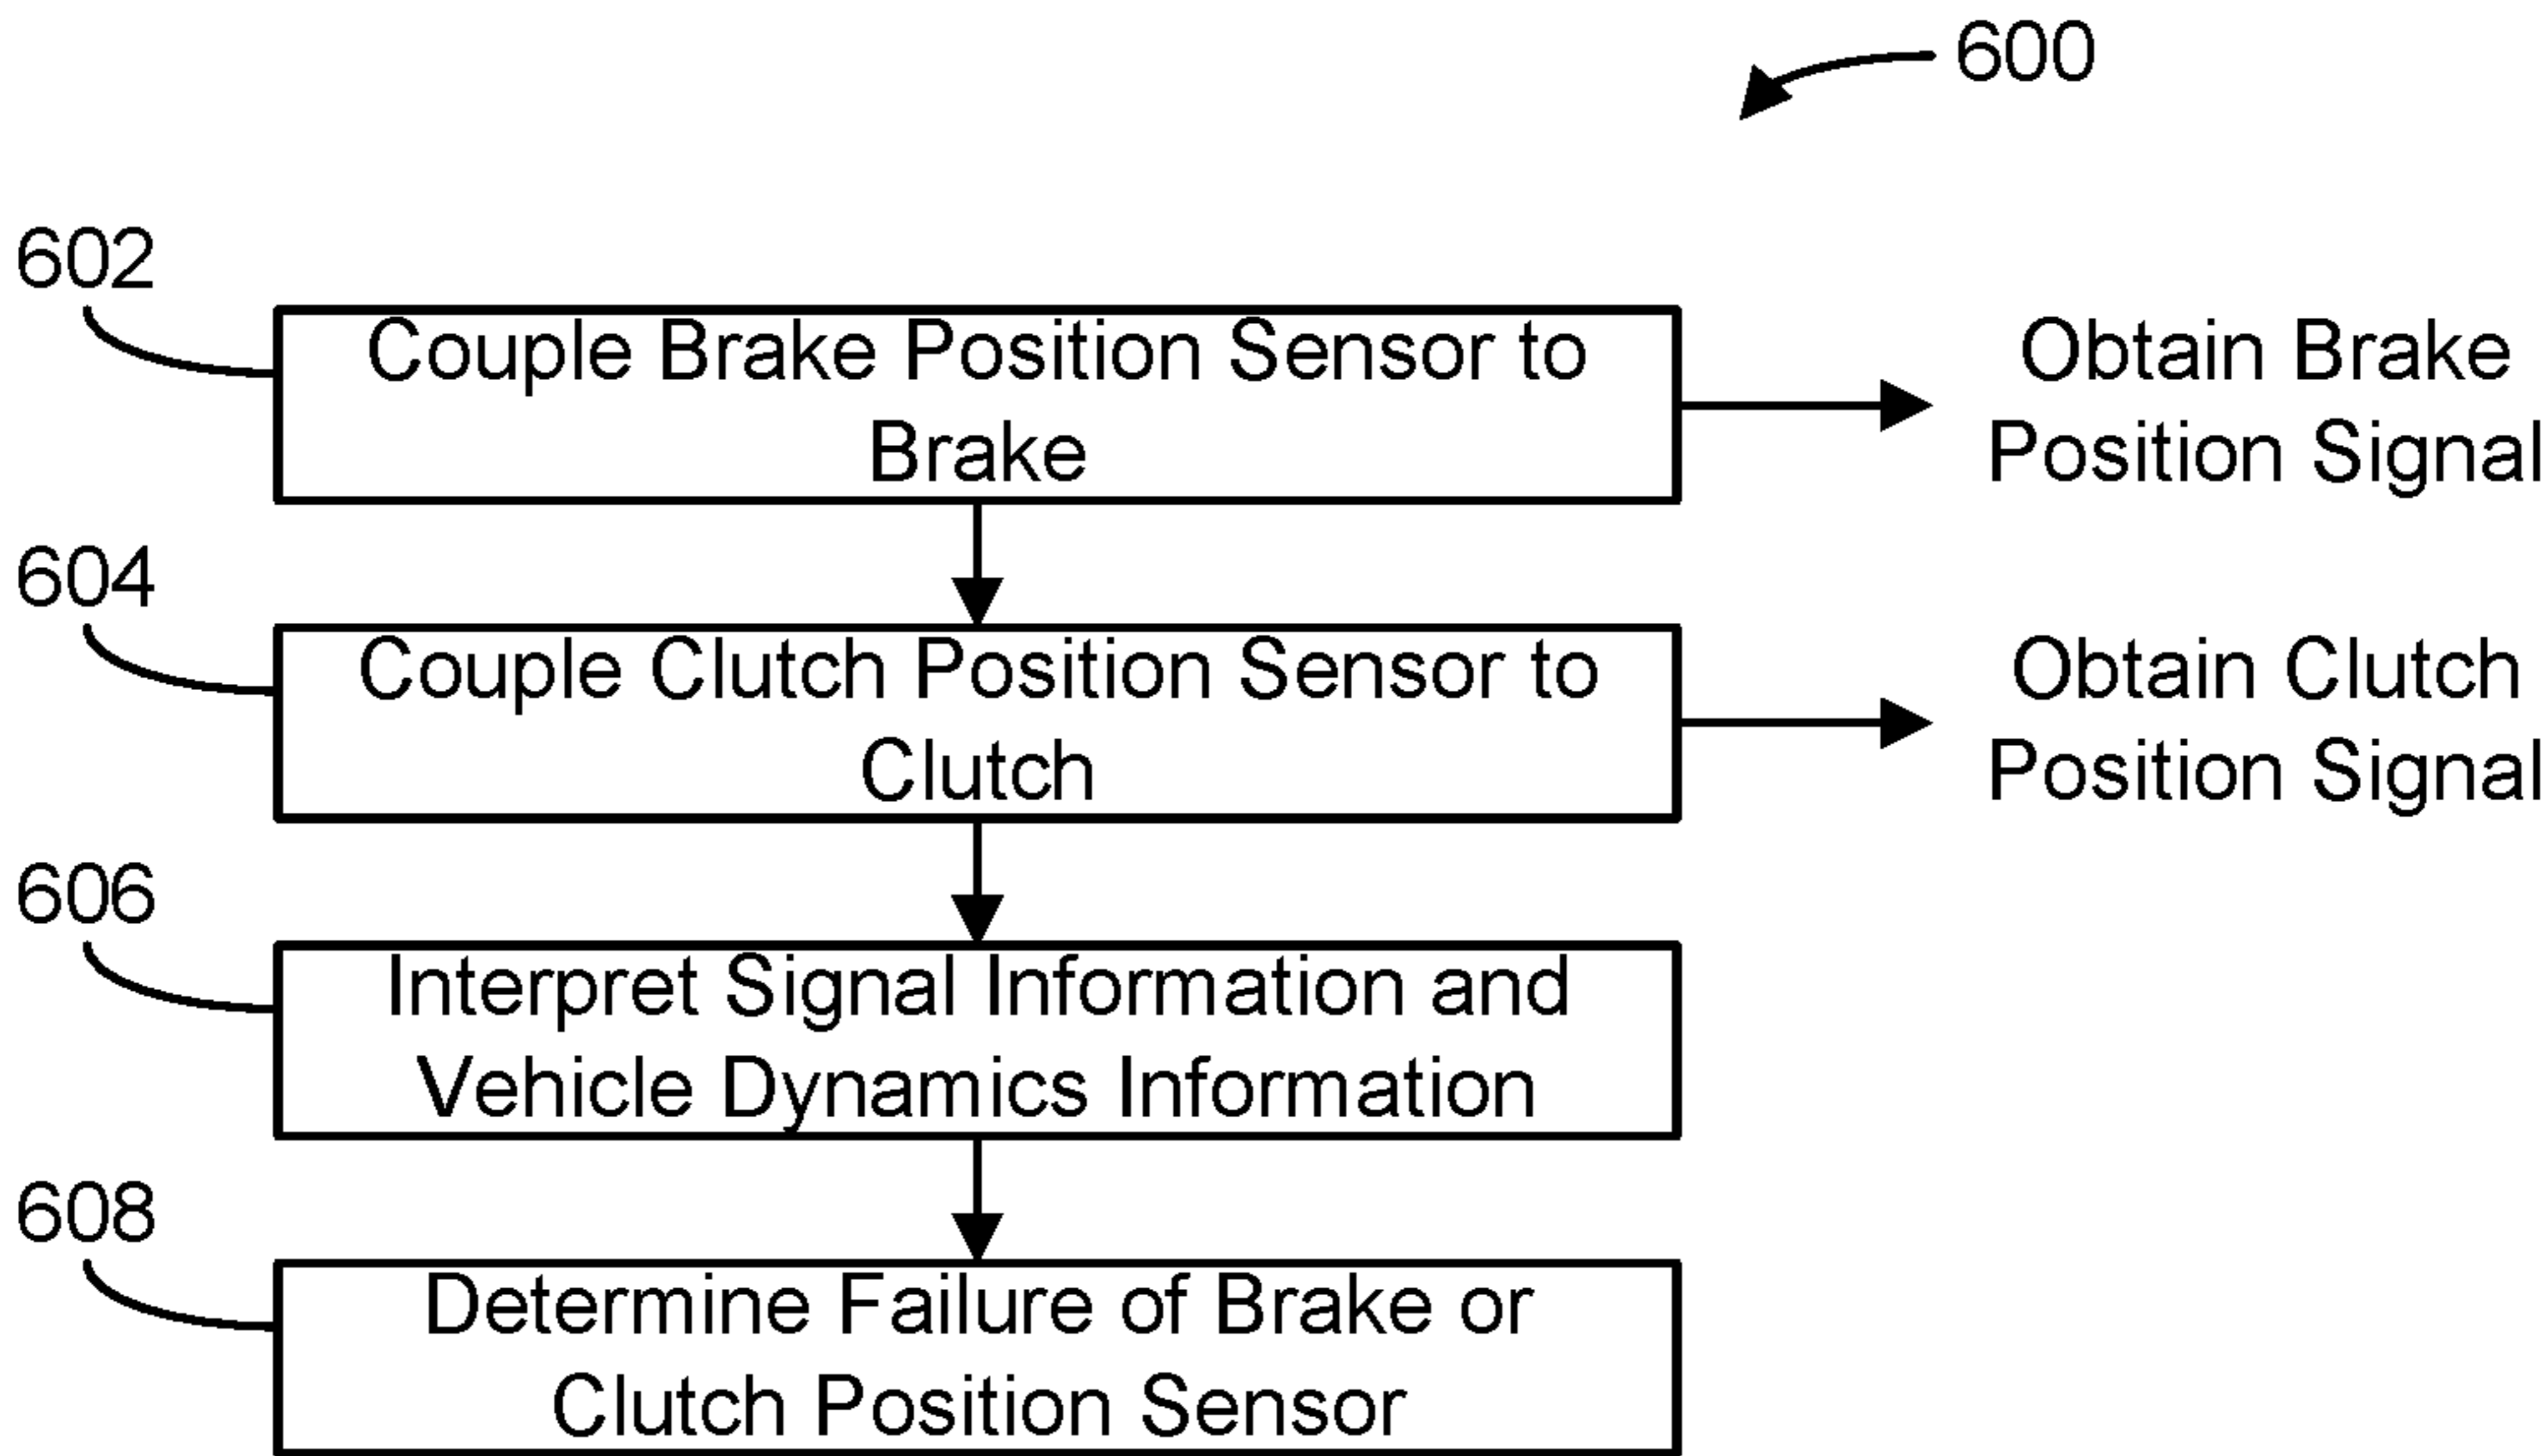 600
602
Couple Brake Position Sensor to
Brake
Obtain Brake
Position Signal
604
Couple Clutch Position Sensor to
Clutch
Obtain Clutch
Position Signal
606
Interpret Signal Information and
Vehicle Dynamics Information
608
Determine Failure of Brake or
Clutch Position Sensor